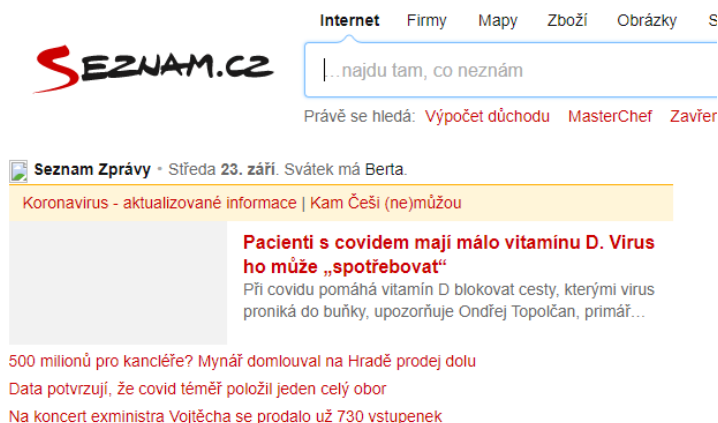 Internet Firmy Mapy Zboží Obrázky S
SEZNAM.CZ
...najdu tam, co neznám
Právě se hledá: Výpočet důchodu MasterChef Zavřen
Seznam Zprávy • Středa 23. září. Svátek má Berta.
Koronavirus - aktualizované informace | Kam Češi (ne)můžou
Pacienti s covidem mají málo vitamínu D. Virus
ho může „spotřebovat“
Při covidu pomáhá vitamín D blokovat cesty, kterými virus
proniká do buňky, upozorňuje Ondřej Topolčan, primář…
500 milionů pro kancléře? Mynář domlouval na Hradě prodej dolu
Data potvrzují, že covid téměř položil jeden celý obor
Na koncert exministra Vojtěcha se prodalo už 730 vstupenek